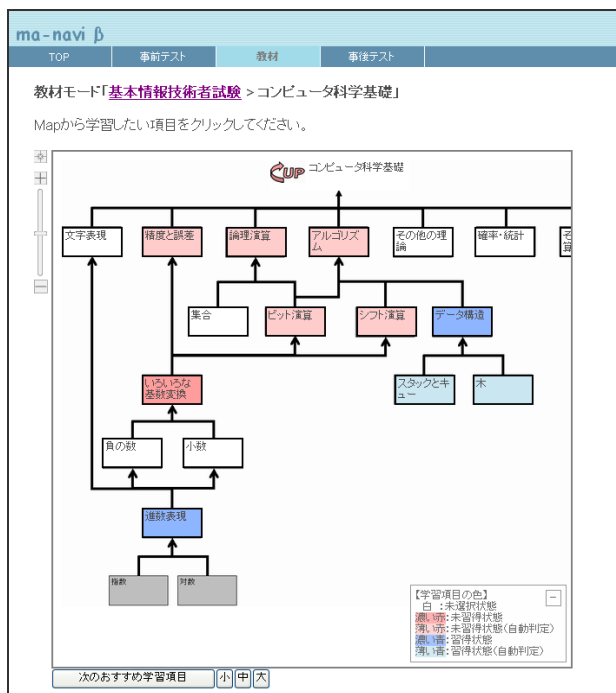 ma-navi β
TOP 事前テスト 教材 事後テスト
教材モード「基本情報技術者試験 > コンピュータ科学基礎」
Mapから学習したい項目をクリックしてください。
CUP コンピュータ科学基礎
文字表現 精度と誤差 論理演算 アルゴリズ
ム その他の理
論 確率・統計 そ
算
集合 ビット演算 シフト演算 データ構造
いろいろな
基数変換 スタックとキ
ュー 木
負の数 小数
進数表現
指数 対数
【学習項目の色】
白 :未選択状態
濃い赤:未習得状態
薄い赤:未習得状態(自動判定)
濃い青:習得状態
薄い青:習得状態(自動判定)
次のおすすめ学習項目 小 中 大